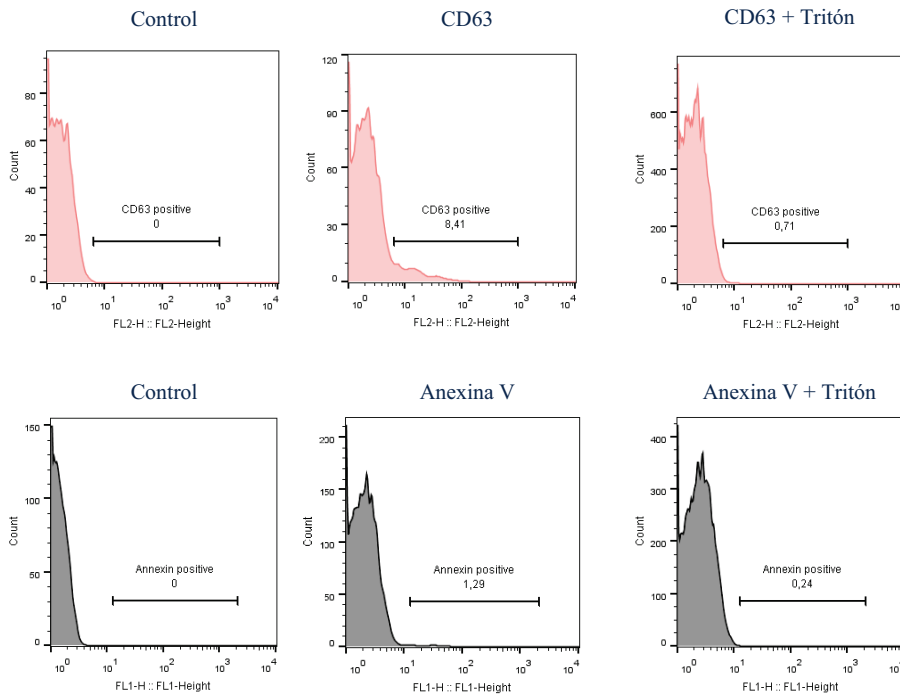 Control
CD63
CD63 + Tritón
80
60
40
20
0
Count
CD63 positive
0
10^0 10^1 10^2 10^3 10^4
FL2-H :: FL2-Height
120
90
60
30
0
Count
CD63 positive
8,41
10^0 10^1 10^2 10^3 10^4
FL2-H :: FL2-Height
600
400
200
0
Count
CD63 positive
0,71
10^0 10^1 10^2 10^3 10^4
FL2-H :: FL2-Height
Control
Anexina V
Anexina V + Tritón
150
100
50
0
Count
Annexin positive
0
10^0 10^1 10^2 10^3 10^4
FL1-H :: FL1-Height
200
150
100
50
0
Count
Annexin positive
1,29
10^0 10^1 10^2 10^3 10^4
FL1-H :: FL1-Height
400
300
200
100
0
Count
Annexin positive
0,24
10^0 10^1 10^2 10^3 10^4
FL1-H :: FL1-Height